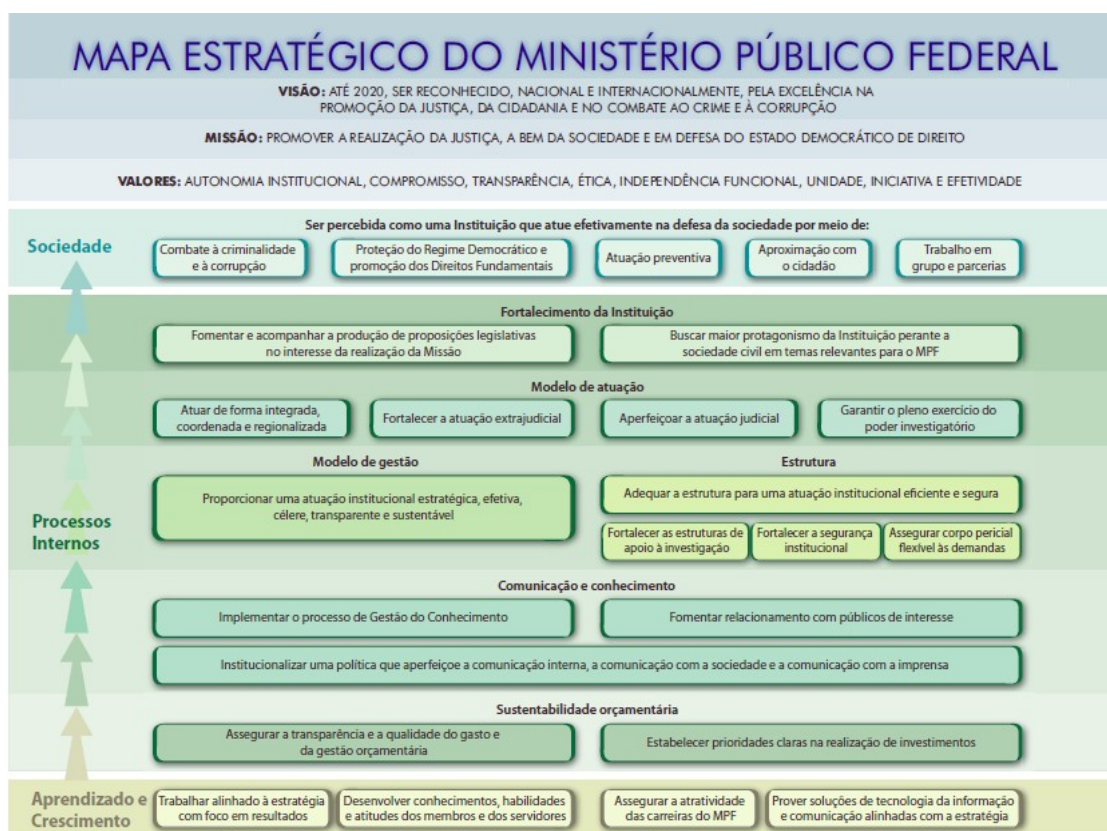 MAPA ESTRATÉGICO DO MINISTÉRIO PÚBLICO FEDERAL
VISÃO: ATÉ 2020, SER RECONHECIDO, NACIONAL E INTERNACIONALMENTE, PELA EXCELÊNCIA NA
PROMOÇÃO DA JUSTIÇA, DA CIDADANIA E NO COMBATE AO CRIME E À CORRUPÇÃO
MISSÃO: PROMOVER A REALIZAÇÃO DA JUSTIÇA, A BEM DA SOCIEDADE E EM DEFESA DO ESTADO DEMOCRÁTICO DE DIREITO
VALORES: AUTONOMIA INSTITUCIONAL, COMPROMISSO, TRANSPARÊNCIA, ÉTICA, INDEPENDÊNCIA FUNCIONAL, UNIDADE, INICIATIVA E EFETIVIDADE
Sociedade
Ser percebida como uma Instituição que atue efetivamente na defesa da sociedade por meio de:
Combate à criminalidade
e à corrupção
Proteção do Regime Democrático e
promoção dos Direitos Fundamentais
Atuação preventiva
Aproximação com
o cidadão
Trabalho em
grupo e parcerias
Processos
Internos
Fortalecimento da Instituição
Fomentar e acompanhar a produção de proposições legislativas
no interesse da realização da Missão
Buscar maior protagonismo da Instituição perante a
sociedade civil em temas relevantes para o MPF
Modelo de atuação
Atuar de forma integrada,
coordenada e regionalizada
Fortalecer a atuação extrajudicial
Aperfeiçoar a atuação judicial
Garantir o pleno exercício do
poder investigatório
Modelo de gestão
Proporcionar uma atuação institucional estratégica, efetiva,
célere, transparente e sustentável
Estrutura
Adequar a estrutura para uma atuação institucional eficiente e segura
Fortalecer as estruturas de
apoio à investigação
Fortalecer a segurança
institucional
Assegurar corpo pericial
flexível às demandas
Comunicação e conhecimento
Implementar o processo de Gestão do Conhecimento
Fomentar relacionamento com públicos de interesse
Institucionalizar uma política que aperfeiçoe a comunicação interna, a comunicação com a sociedade e a comunicação com a imprensa
Sustentabilidade orçamentária
Assegurar a transparência e a qualidade do gasto e
da gestão orçamentária
Estabelecer prioridades claras na realização de investimentos
Aprendizado e
Crescimento
Trabalhar alinhado à estratégia
com foco em resultados
Desenvolver conhecimentos, habilidades
e atitudes dos membros e dos servidores
Assegurar a atratividade
das carreiras do MPF
Prover soluções de tecnologia da informação
e comunicação alinhadas com a estratégia